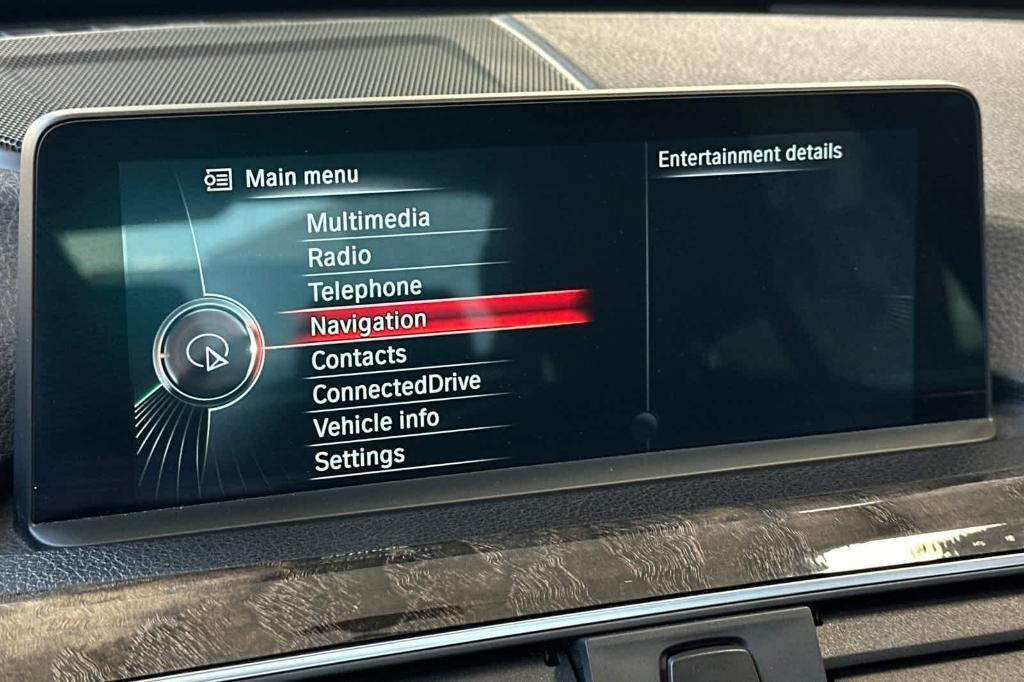 Main menu
Multimedia
Radio
Telephone
Navigation
Contacts
ConnectedDrive
Vehicle info
Settings
Entertainment details